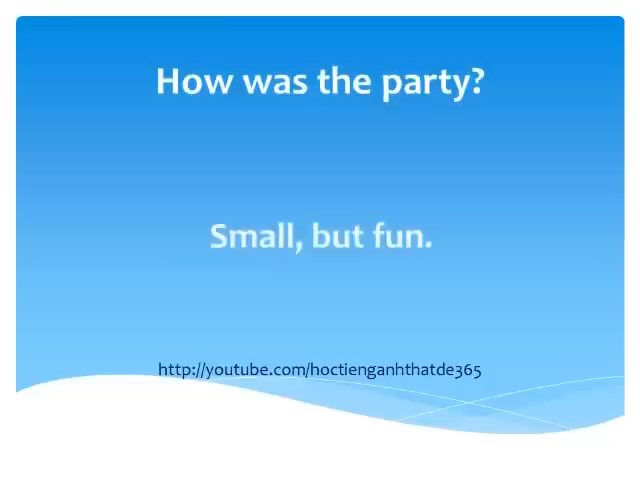 How was the party?
Small, but fun.
http://youtube.com/hoctienganhthatde365